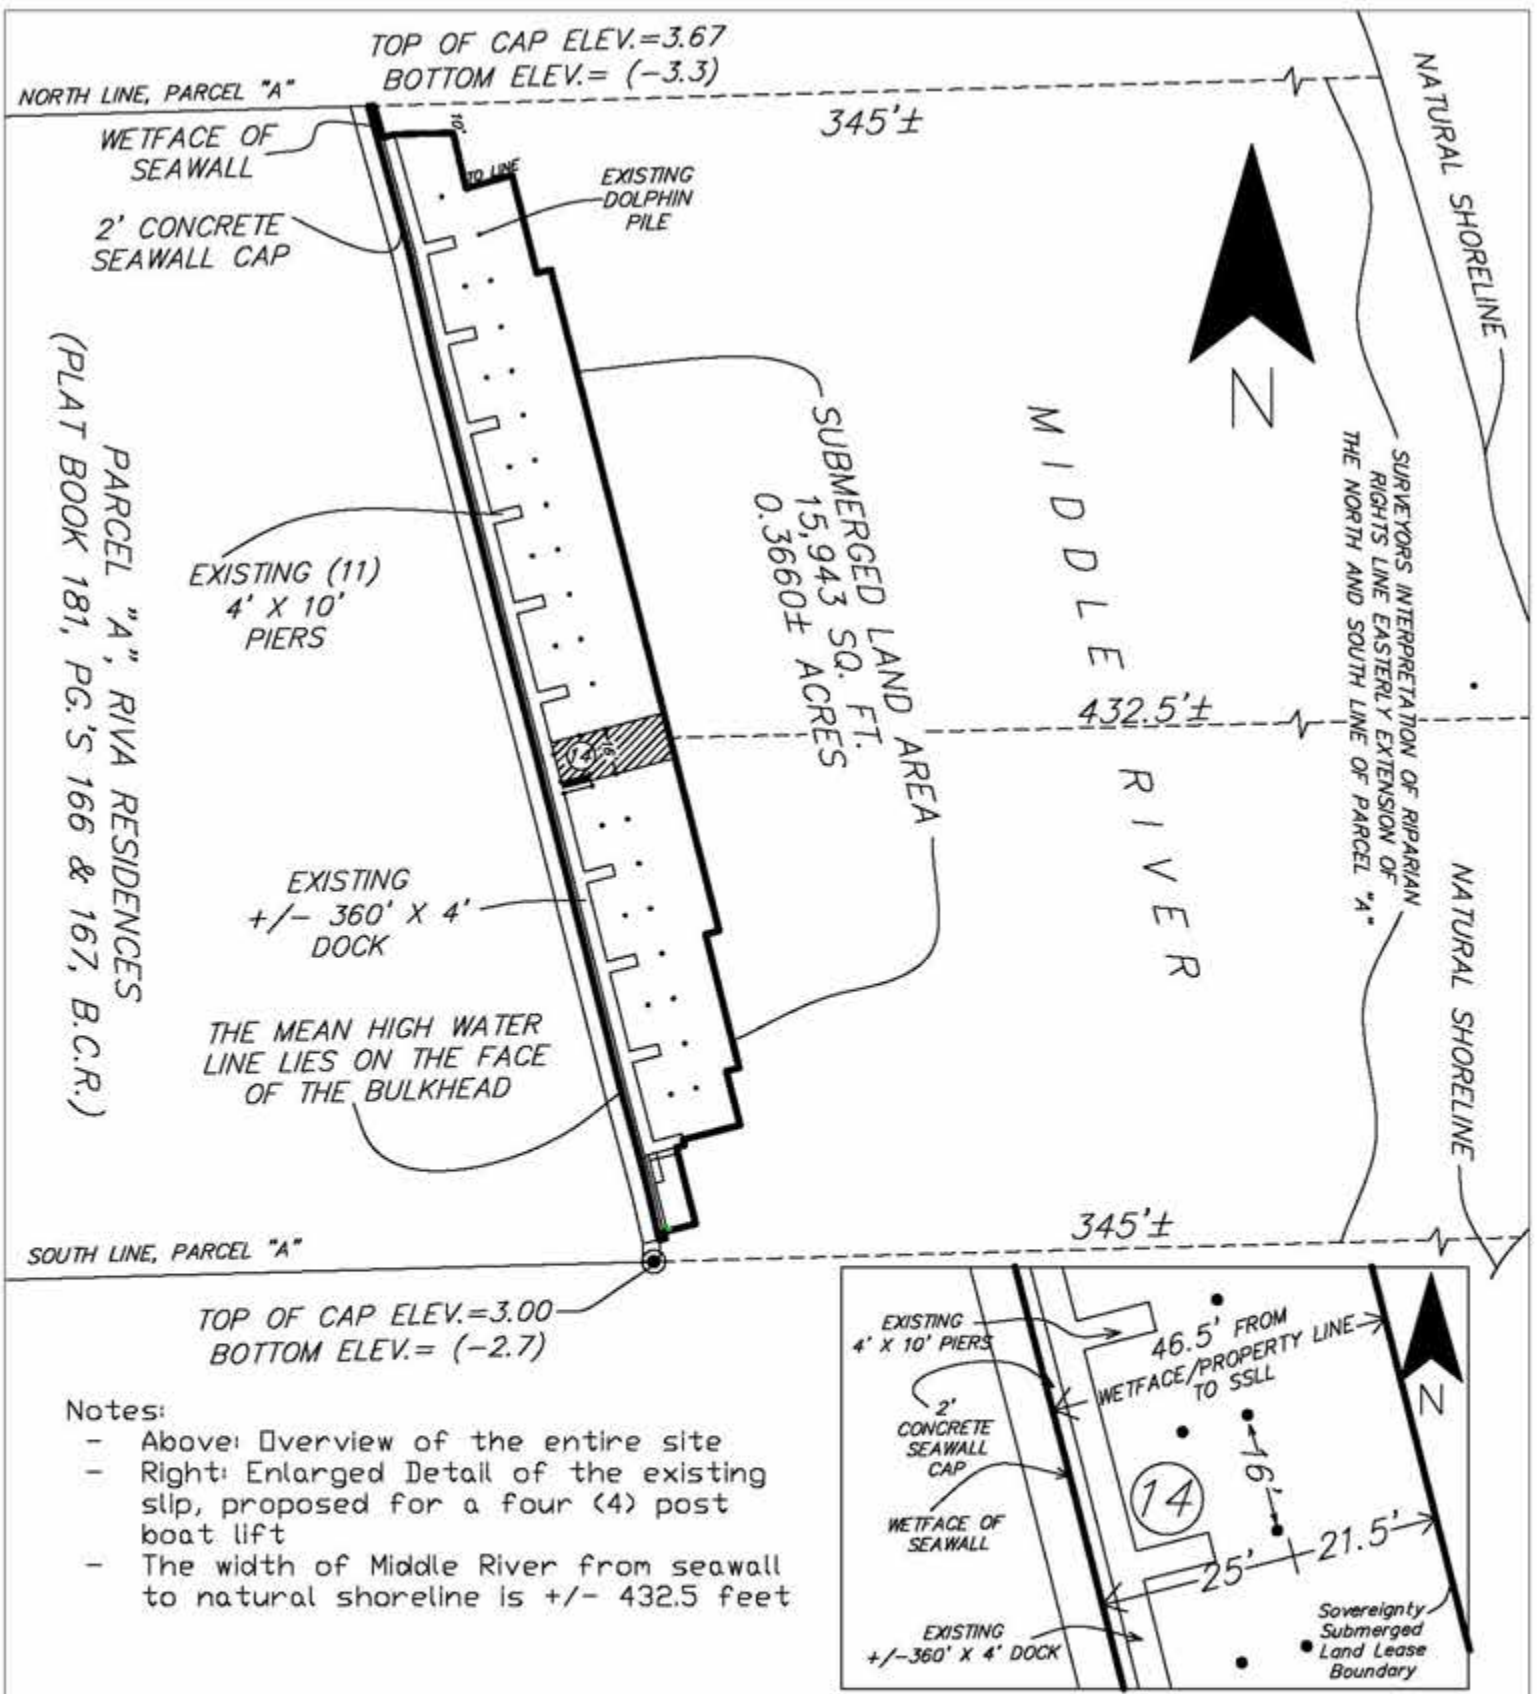 TOP OF CAP ELEV.=3.67
BOTTOM ELEV.= (-3.3)
NORTH LINE, PARCEL "A"
345'±
WETFACE OF
SEAWALL
10'
TO LINE
EXISTING
DOLPHIN
PILE
2' CONCRETE
SEAWALL CAP
NATURAL SHORELINE
N
PARCEL "A", RIVA RESIDENCES
(PLAT BOOK 181, PG.'S 166 & 167, B.C.R.)
SUBMERGED LAND AREA
15,943 SQ. FT.
0.3660± ACRES
MIDDLE RIVER
SURVEYORS INTERPRETATION OF RIPARIAN
RIGHTS LINE EASTERLY EXTENSION OF
THE NORTH AND SOUTH LINE OF PARCEL "A"
EXISTING (11)
4' X 10'
PIERS
432.5'±
14
16'
EXISTING
+/- 360' X 4'
DOCK
NATURAL SHORELINE
THE MEAN HIGH WATER
LINE LIES ON THE FACE
OF THE BULKHEAD
345'±
SOUTH LINE, PARCEL "A"
TOP OF CAP ELEV.=3.00
BOTTOM ELEV.= (-2.7)
Notes:
- Above: Overview of the entire site
- Right: Enlarged Detail of the existing
slip, proposed for a four (4) post
boat lift
- The width of Middle River from seawall
to natural shoreline is +/- 432.5 feet
EXISTING
4' X 10' PIERS
46.5' FROM
WETFACE/PROPERTY LINE
TO SSLL
N
2'
CONCRETE
SEAWALL
CAP
16'
14
WETFACE OF
SEAWALL
25'
21.5'
EXISTING
+/-360' X 4' DOCK
Sovereignty
Submerged
Land Lease
Boundary